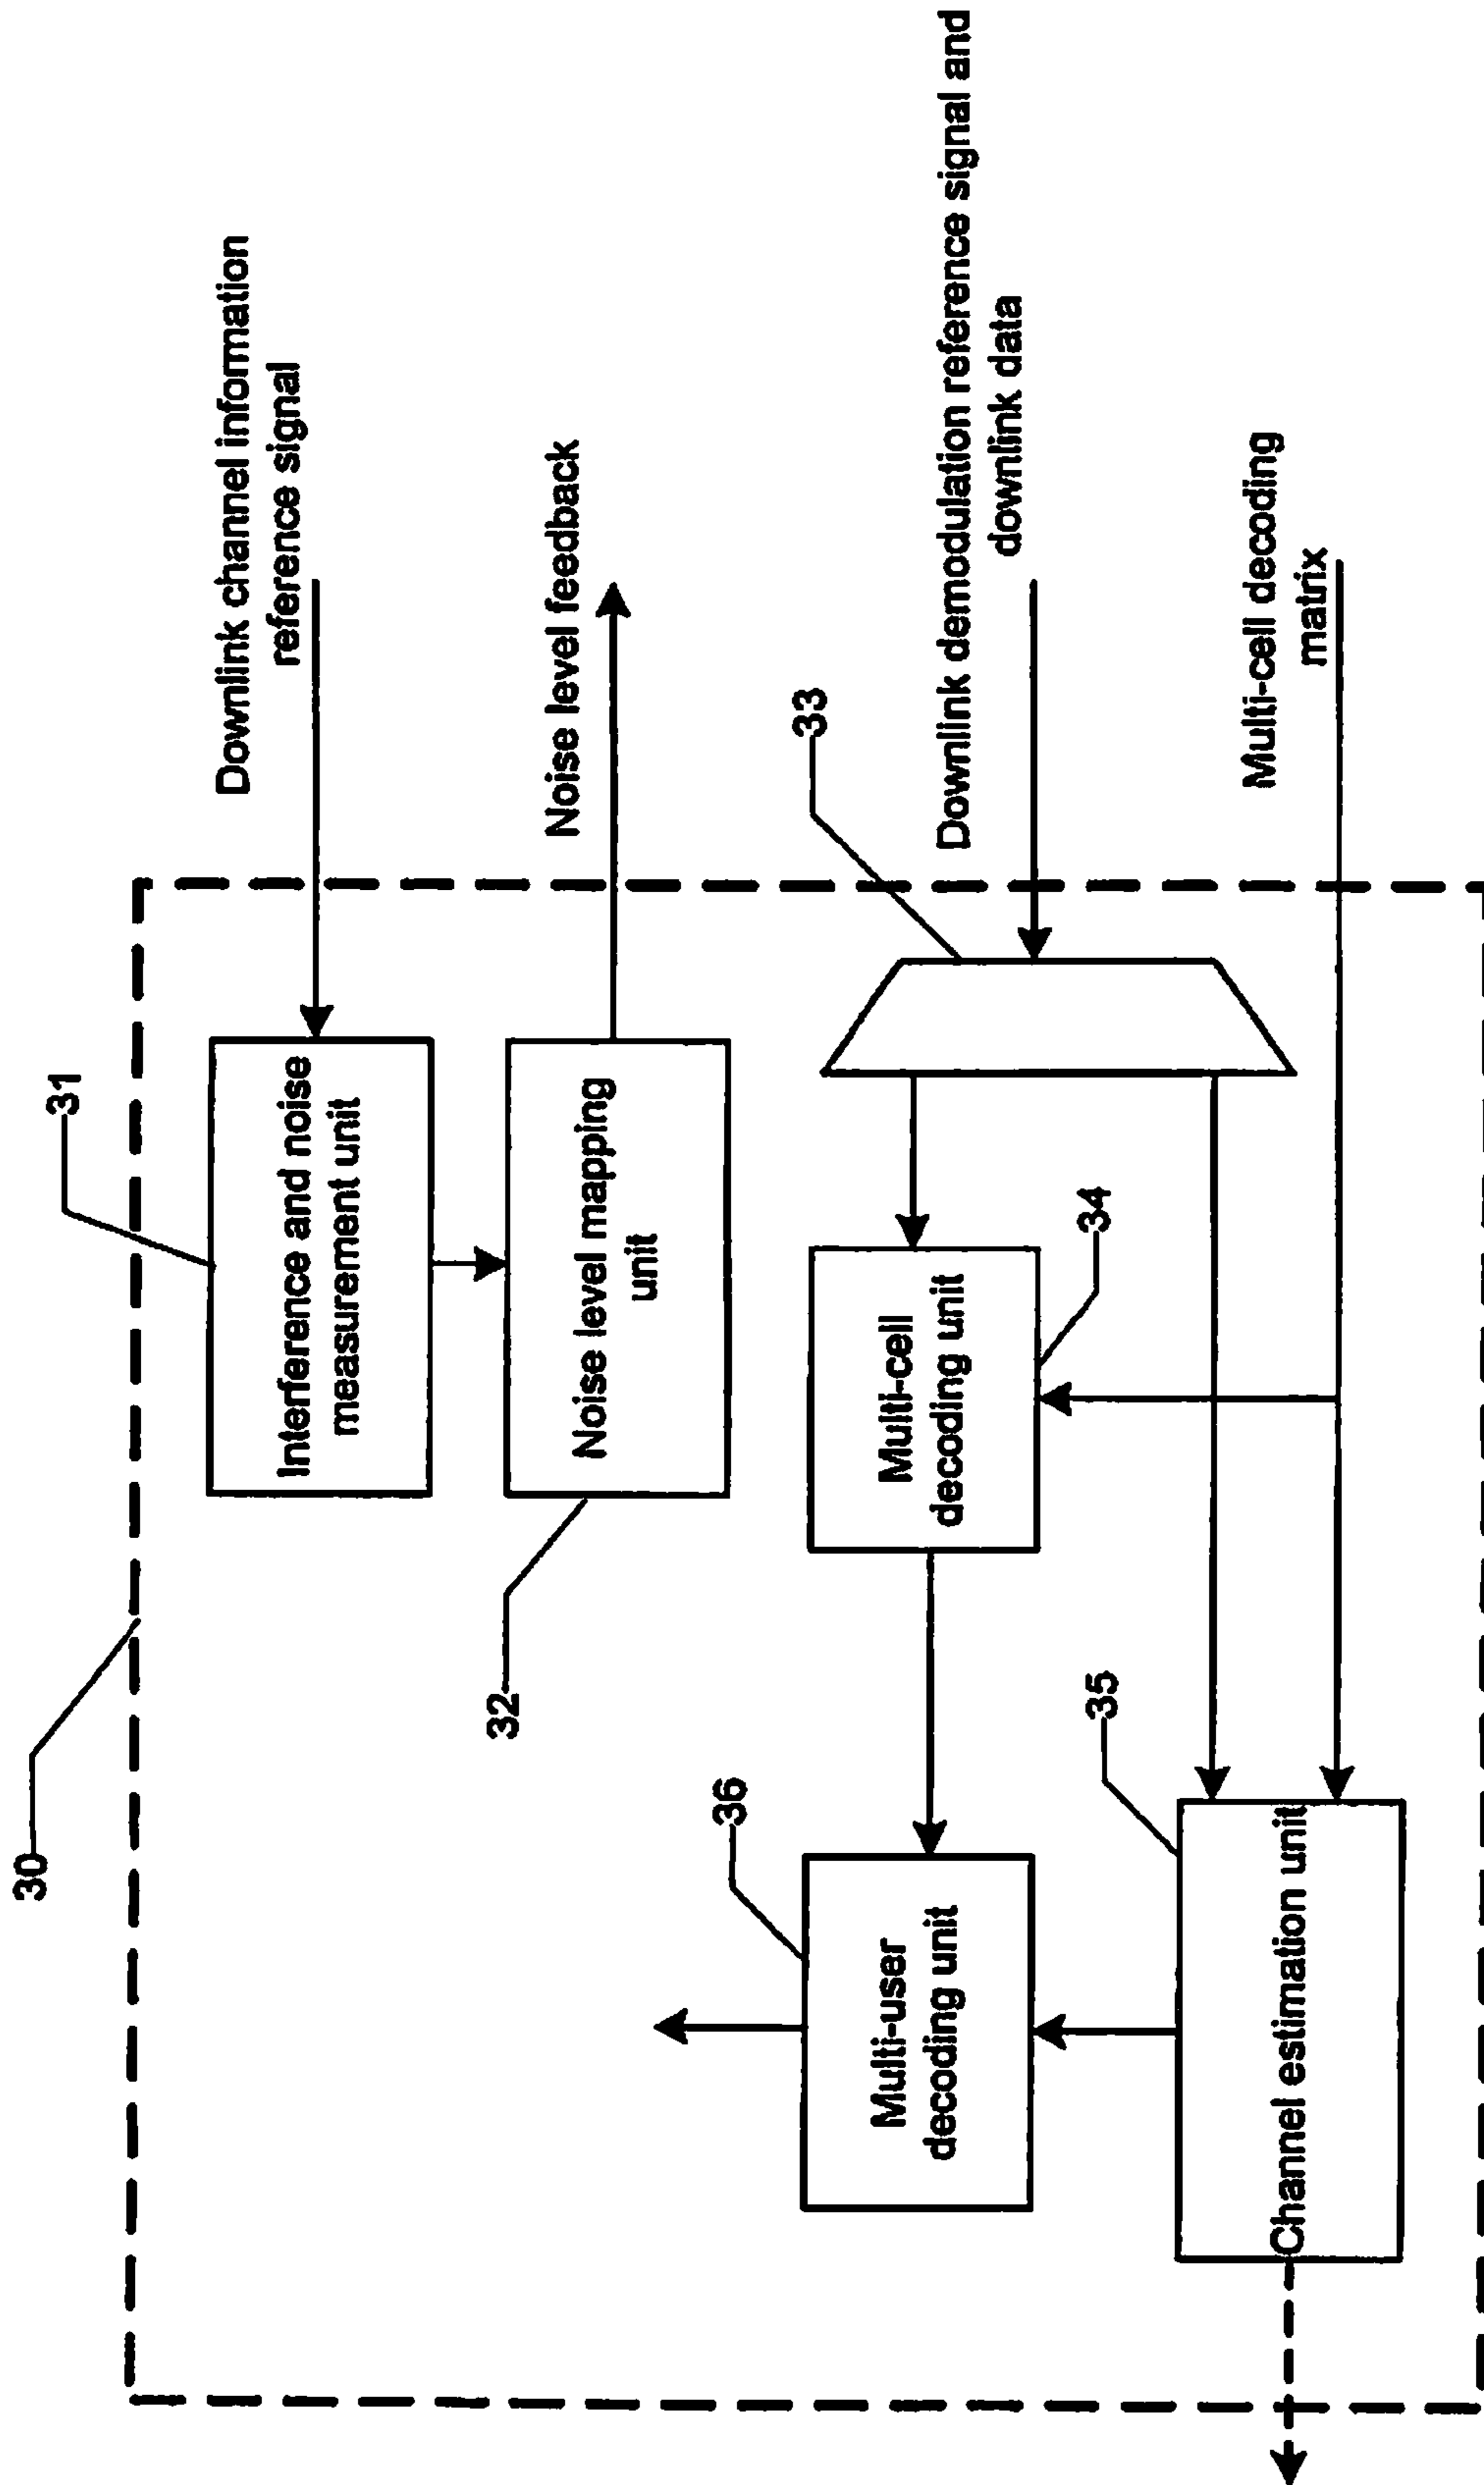 30
31
Interference and noise
measurement unit
Downlink channel information
reference signal
32
Noise level mapping
unit
Noise level feedback
33
Downlink demodulation reference signal and
downlink data
34
Multi-cell
decoding unit
Multi-cell decoding
matrix
36
Multi-user
decoding unit
35
Channel estimation unit